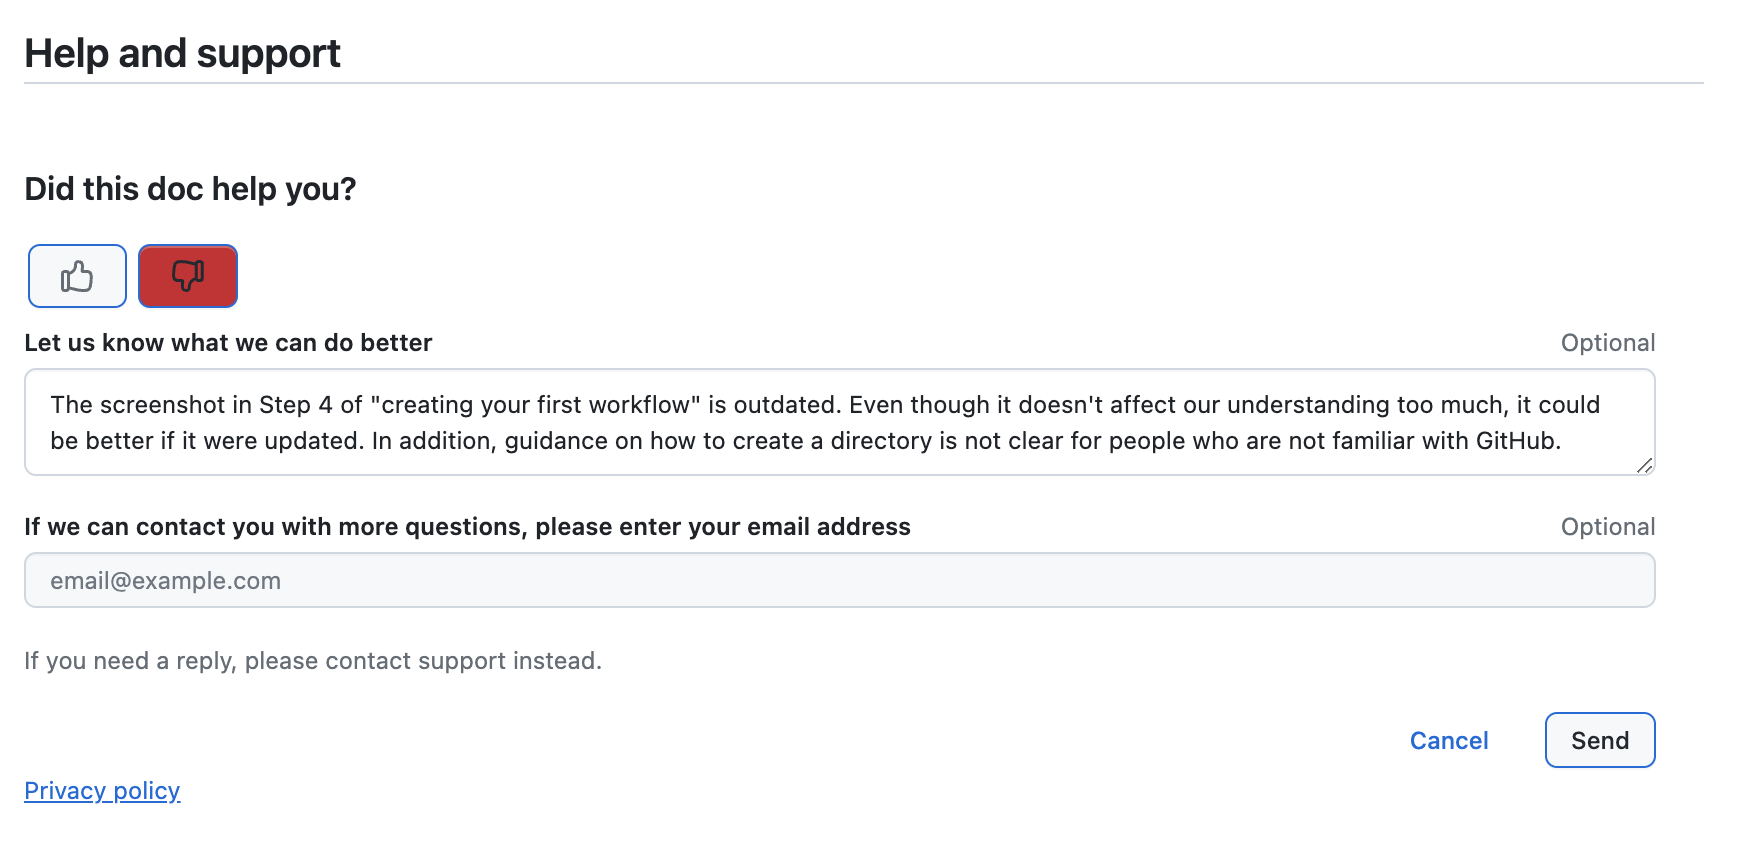 Help and support
Did this doc help you?
Let us know what we can do better
Optional
The screenshot in Step 4 of "creating your first workflow" is outdated. Even though it doesn't affect our understanding too much, it could
be better if it were updated. In addition, guidance on how to create a directory is not clear for people who are not familiar with GitHub.
If we can contact you with more questions, please enter your email address
Optional
email@example.com
If you need a reply, please contact support instead.
Cancel
Send
Privacy policy